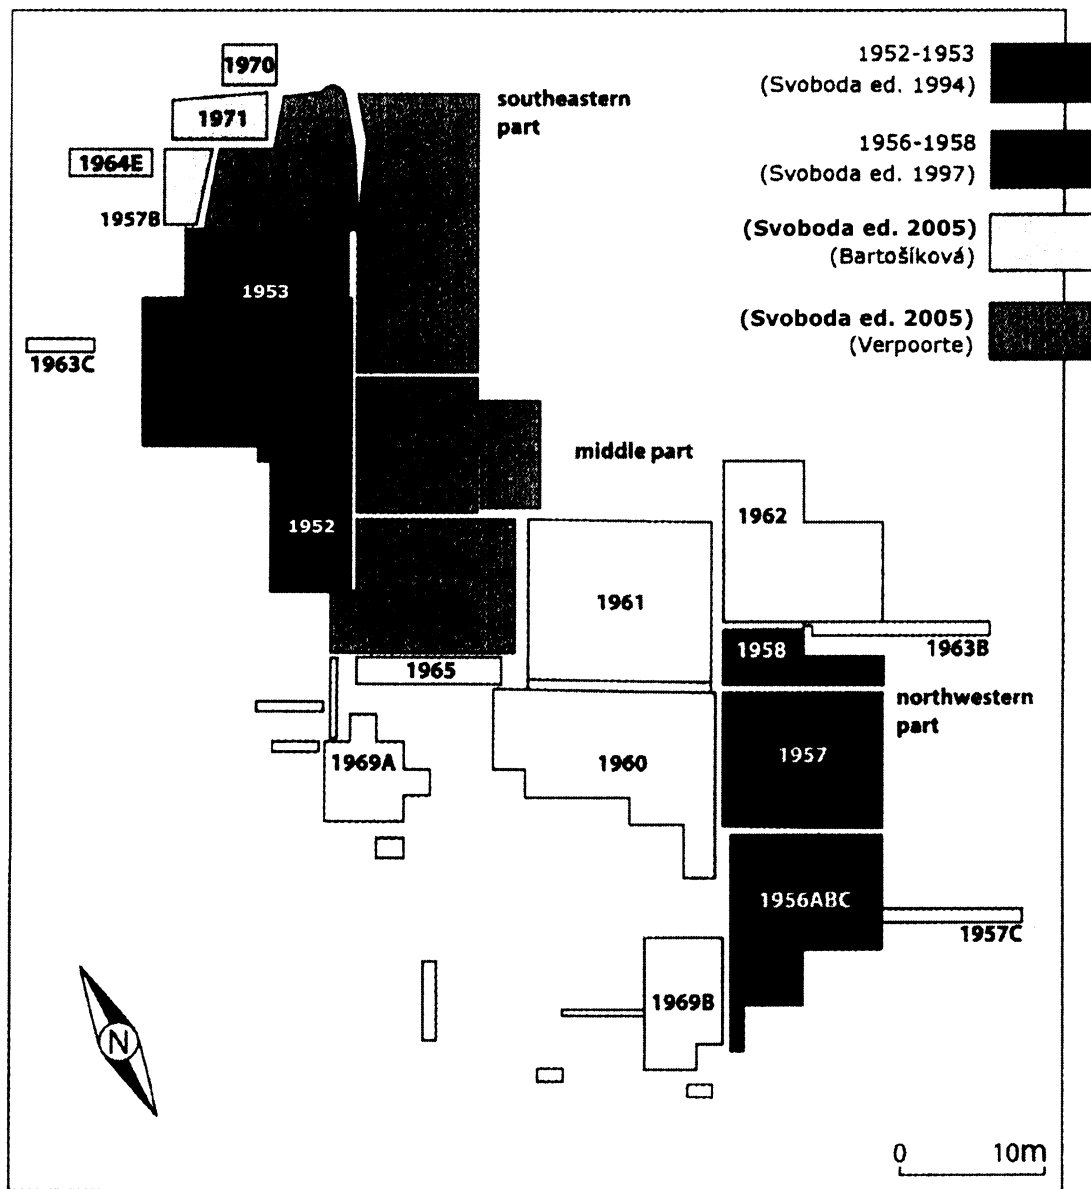 1970
1971
1964E
1957B
southeastern
part
1952-1953
(Svoboda ed. 1994)
1956-1958
(Svoboda ed. 1997)
(Svoboda ed. 2005)
(Bartošíková)
(Svoboda ed. 2005)
(Verpoorte)
1953
1963C
middle part
1952
1962
1961
1958
1963B
1965
northwestern
part
1969A
1960
1957
1956ABC
1957C
1969B
N
0 10m